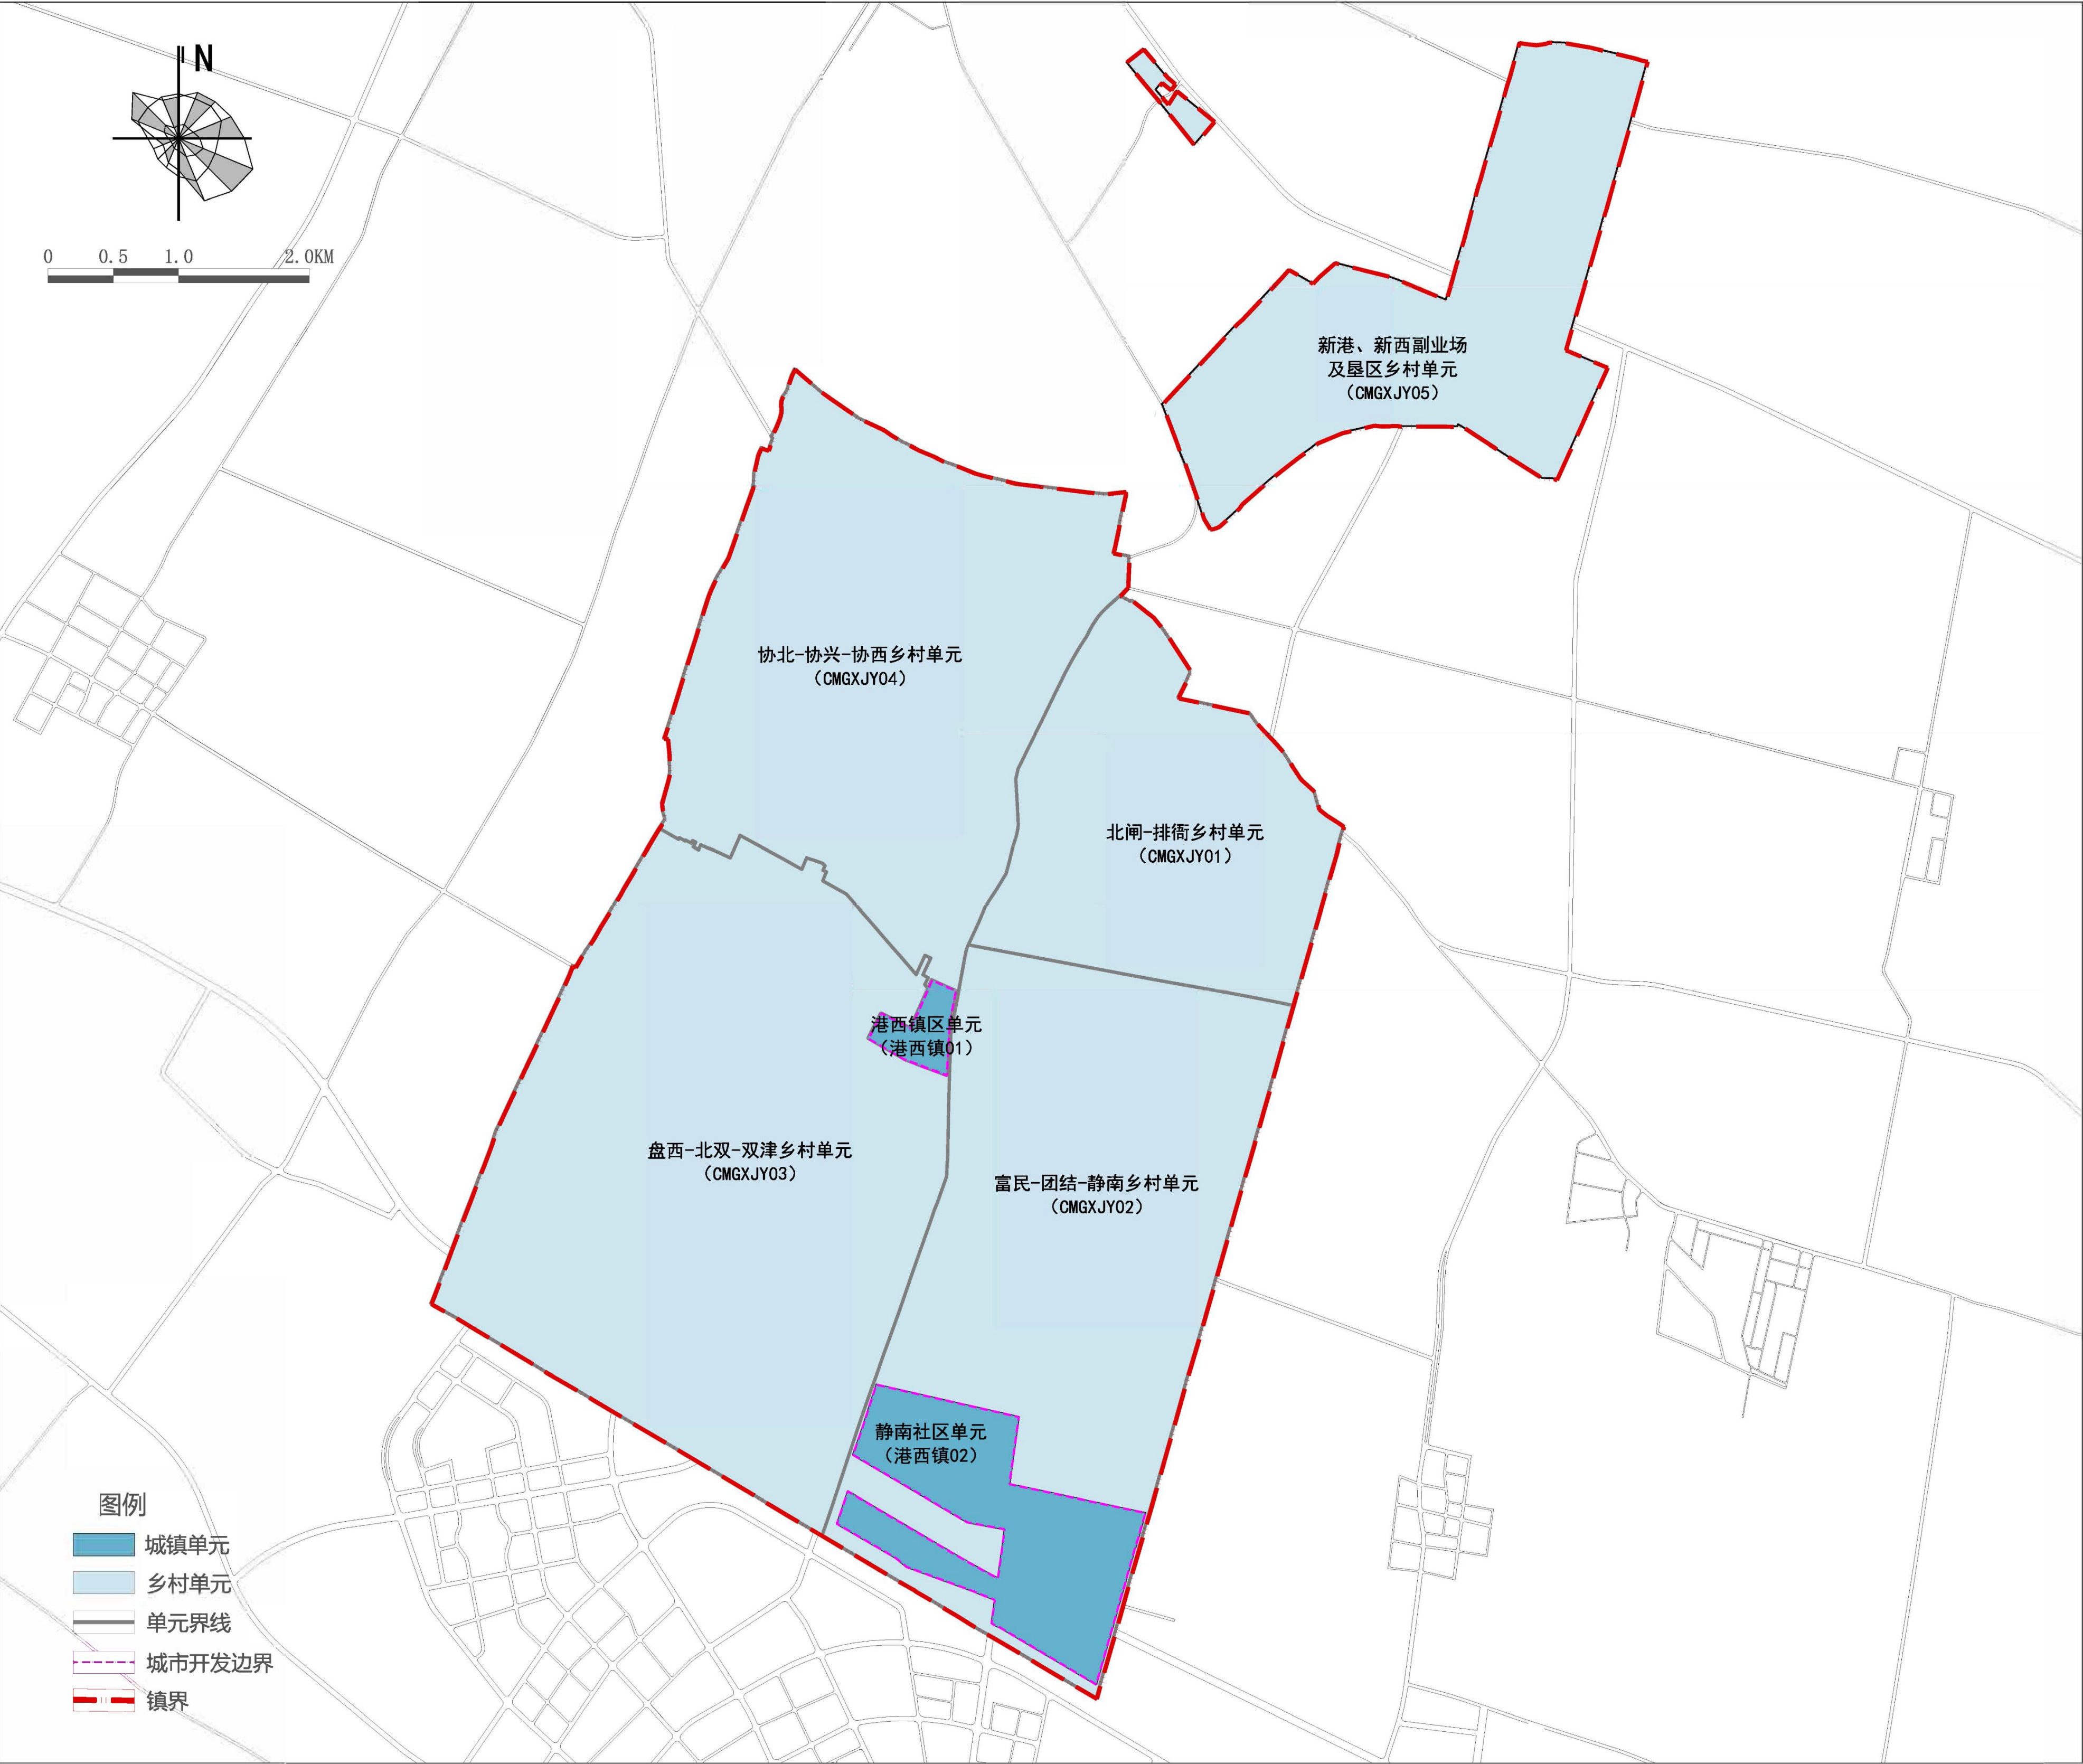 N
0 0.5 1.0 2.0KM
新港、新西副业场
及垦区乡村单元
（CMGXJY05）
协北-协兴-协西乡村单元
（CMGXJY04）
北闸-排衙乡村单元
（CMGXJY01）
港西镇区单元
（港西镇01）
盘西-北双-双津乡村单元
（CMGXJY03）
富民-团结-静南乡村单元
（CMGXJY02）
静南社区单元
（港西镇02）
图例
城镇单元
乡村单元
单元界线
城市开发边界
镇界